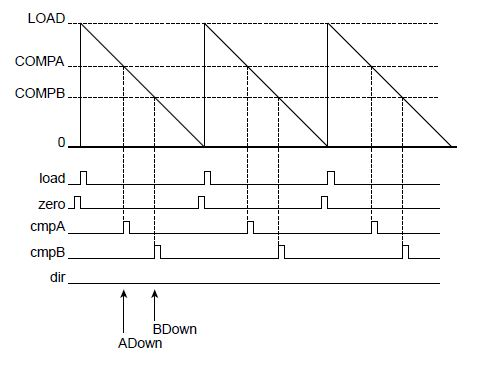 LOAD
COMPA
COMPB
0
load
zero
cmpA
cmpB
dir
BDown
ADown